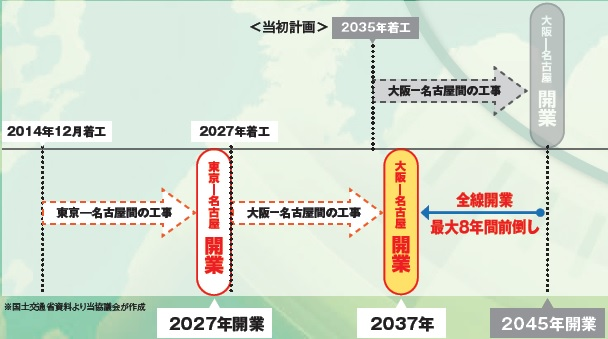 ＜当初計画＞
2035年着工
大阪ー名古屋間の工事
大阪ー名古屋
開業
2014年12月着工
2027年着工
東京ー名古屋間の工事
東京ー名古屋
開業
大阪ー名古屋間の工事
大阪ー名古屋
開業
全線開業
最大8年間前倒し
※国土交通省資料より当協議会が作成
2027年開業
2037年
2045年開業